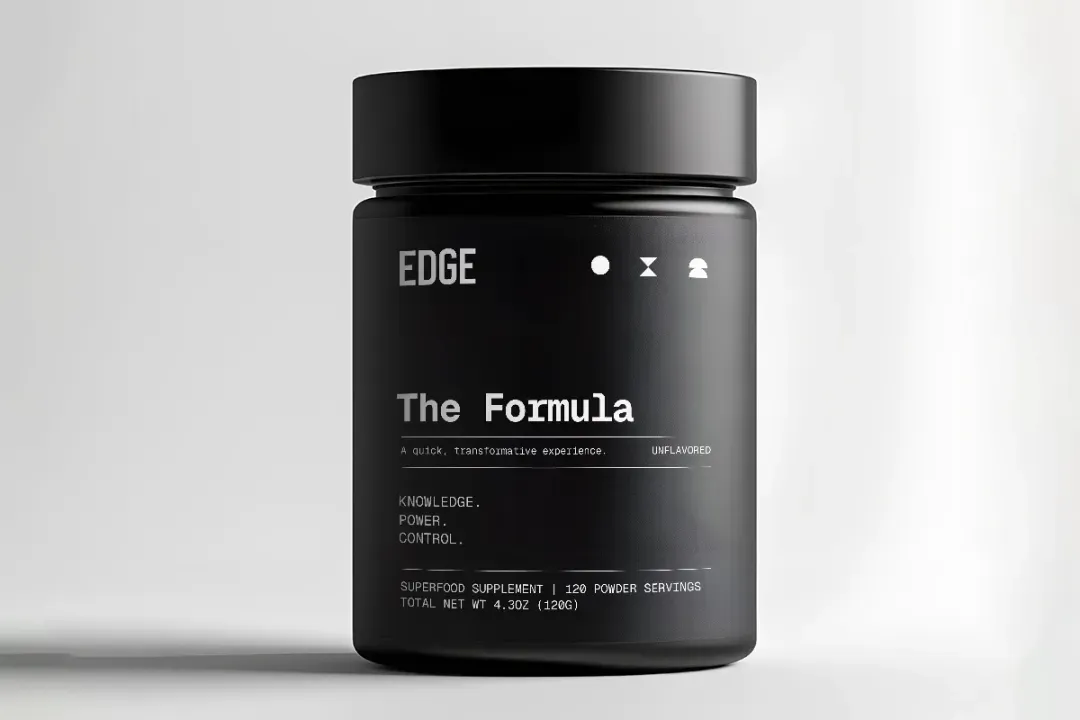 EDGE
The Formula
A quick, transformative experience. UNFLAVORED
KNOWLEDGE.
POWER.
CONTROL.
SUPERFOOD SUPPLEMENT | 120 POWDER SERVINGS
TOTAL NET WT 4.3OZ (120G)